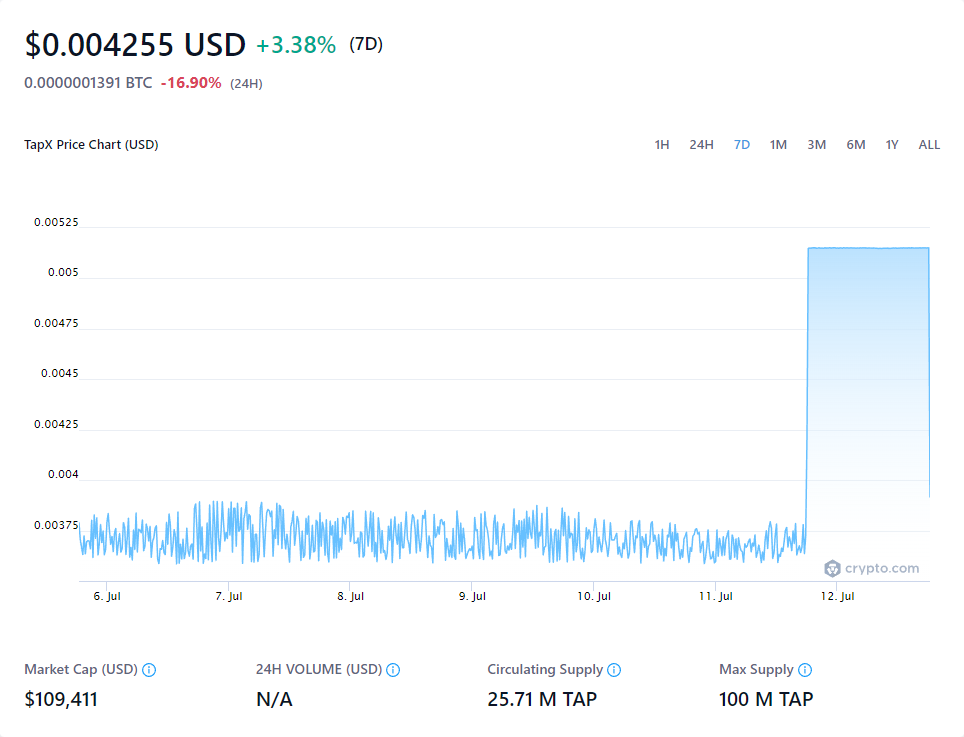 $0.004255 USD +3.38% (7D)
0.0000001391 BTC -16.90% (24H)
TapX Price Chart (USD) 1H 24H 7D 1M 3M 6M 1Y ALL
0.00525
0.005
0.00475
0.0045
0.00425
0.004
0.00375
crypto.com
6. Jul 7. Jul 8. Jul 9. Jul 10. Jul 11. Jul 12. Jul
Market Cap (USD) 24H VOLUME (USD) Circulating Supply Max Supply
$109,411 N/A 25.71 M TAP 100 M TAP